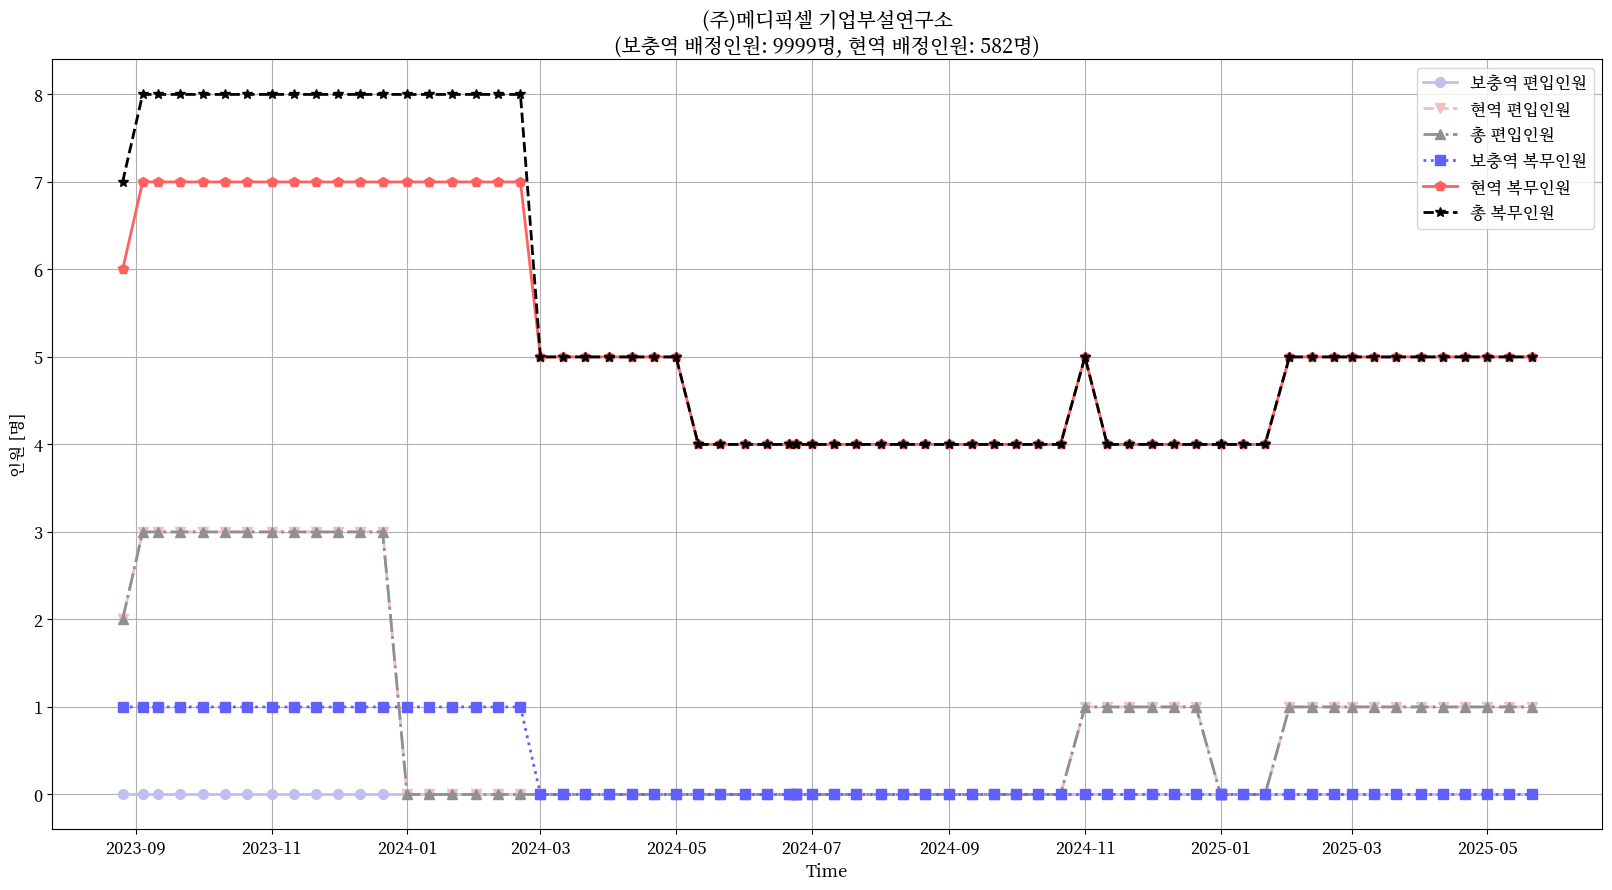 (주)메디픽셀 기업부설연구소
(보충역 배정인원: 9999명, 현역 배정인원: 582명)
보충역 편입인원
현역 편입인원
총 편입인원
보충역 복무인원
현역 복무인원
총 복무인원
인원 [명]
8
7
6
5
4
3
2
1
0
2023-09 2023-11 2024-01 2024-03 2024-05 2024-07 2024-09 2024-11 2025-01 2025-03 2025-05
Time